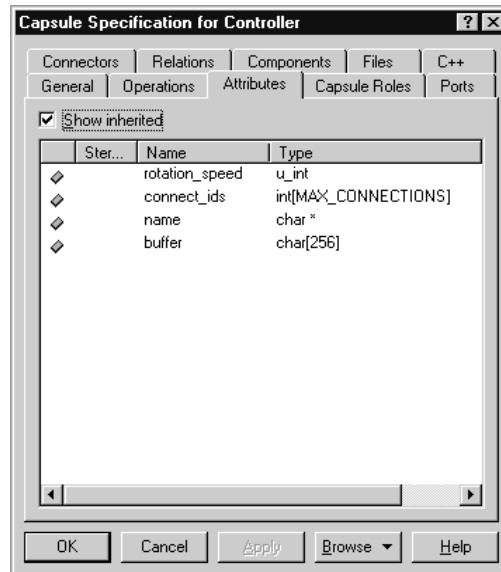 Capsule Specification for Controller
Connectors Relations Components Files C++
General Operations Attributes Capsule Roles Ports
Show inherited
Ster... Name Type
rotation_speed u_int
connect_ids int[MAX_CONNECTIONS]
name char *
buffer char[256]
OK Cancel Apply Browse Help